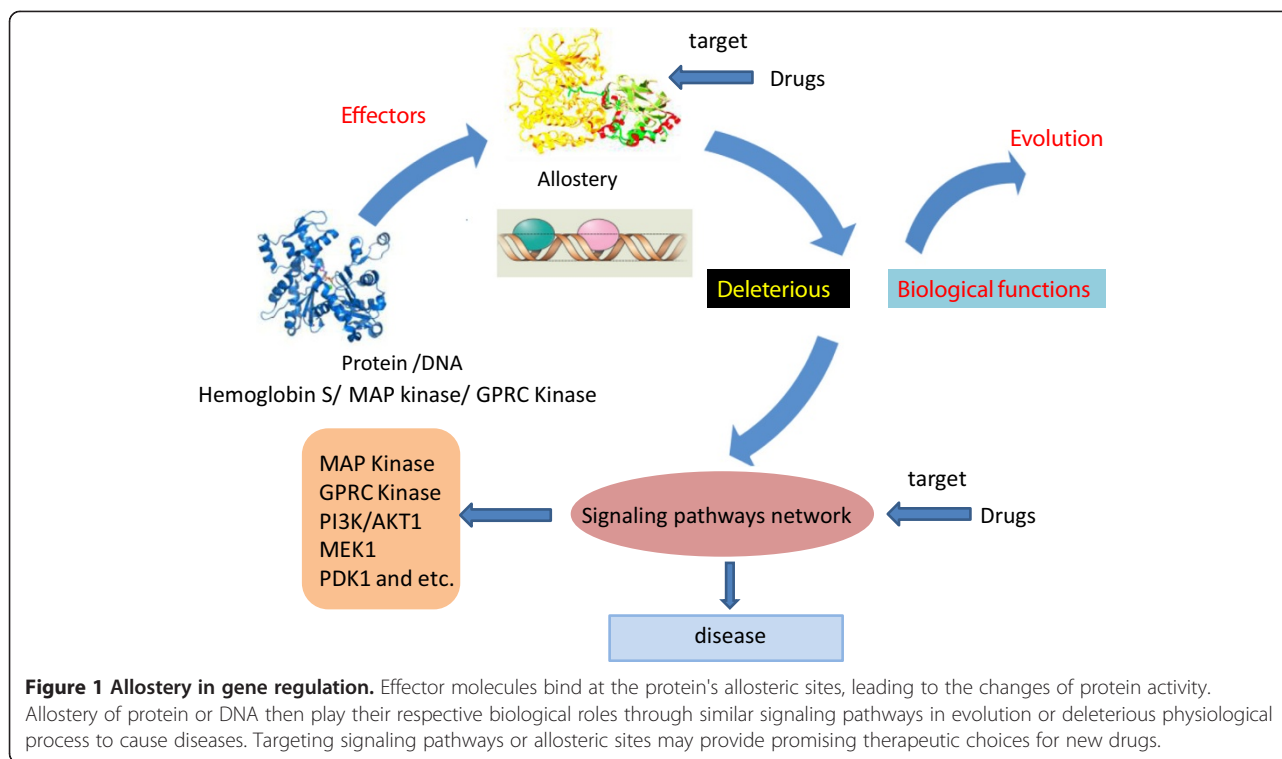 target
Drugs
Effectors
Evolution
Allostery
Deleterious
Biological functions
Protein /DNA
Hemoglobin S/ MAP kinase/ GPRC Kinase
MAP Kinase
GPRC Kinase
PI3K/AKT1
MEK1
PDK1 and etc.
Signaling pathways network
target
Drugs
disease
Figure 1 Allostery in gene regulation. Effector molecules bind at the protein's allosteric sites, leading to the changes of protein activity.
Allostery of protein or DNA then play their respective biological roles through similar signaling pathways in evolution or deleterious physiological
process to cause diseases. Targeting signaling pathways or allosteric sites may provide promising therapeutic choices for new drugs.